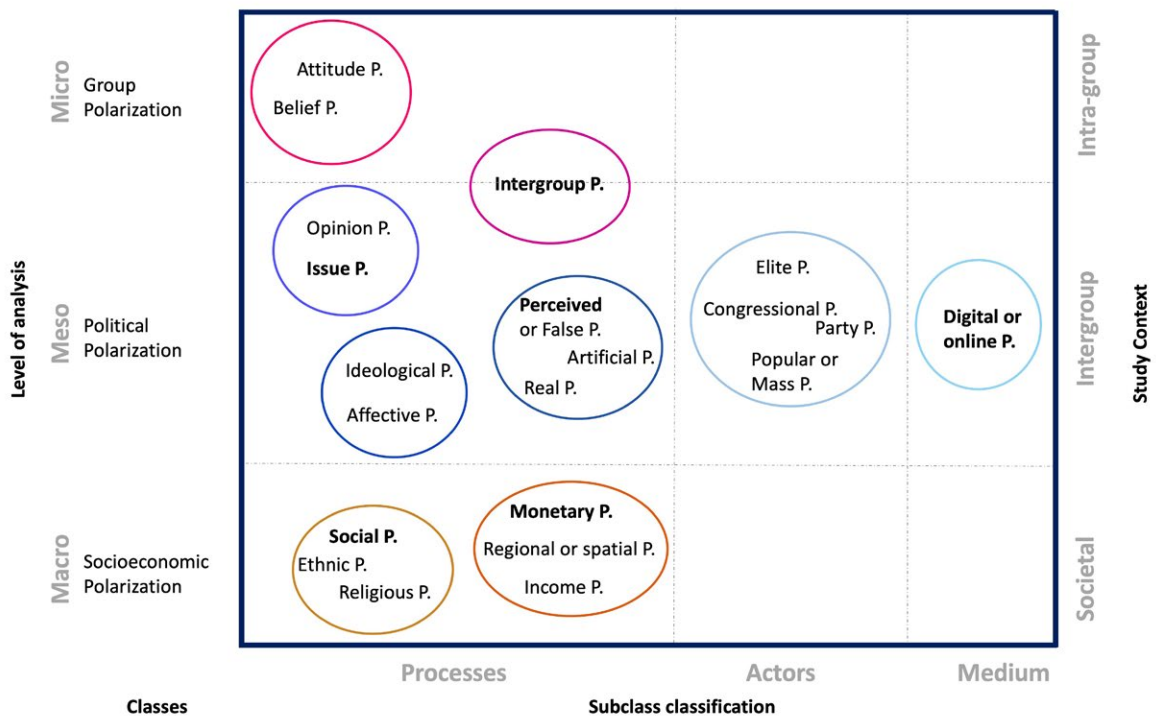 Level of analysis
Micro
Group
Polarization
Attitude P.
Belief P.
Intra-group
Intergroup P.
Meso
Political
Polarization
Opinion P.
Issue P.
Ideological P.
Affective P.
Perceived
or False P.
Artificial P.
Real P.
Elite P.
Congressional P.
Party P.
Popular or
Mass P.
Digital or
online P.
Intergroup
Study Context
Macro
Socioeconomic
Polarization
Social P.
Ethnic P.
Religious P.
Monetary P.
Regional or spatial P.
Income P.
Societal
Processes
Actors
Medium
Classes
Subclass classification